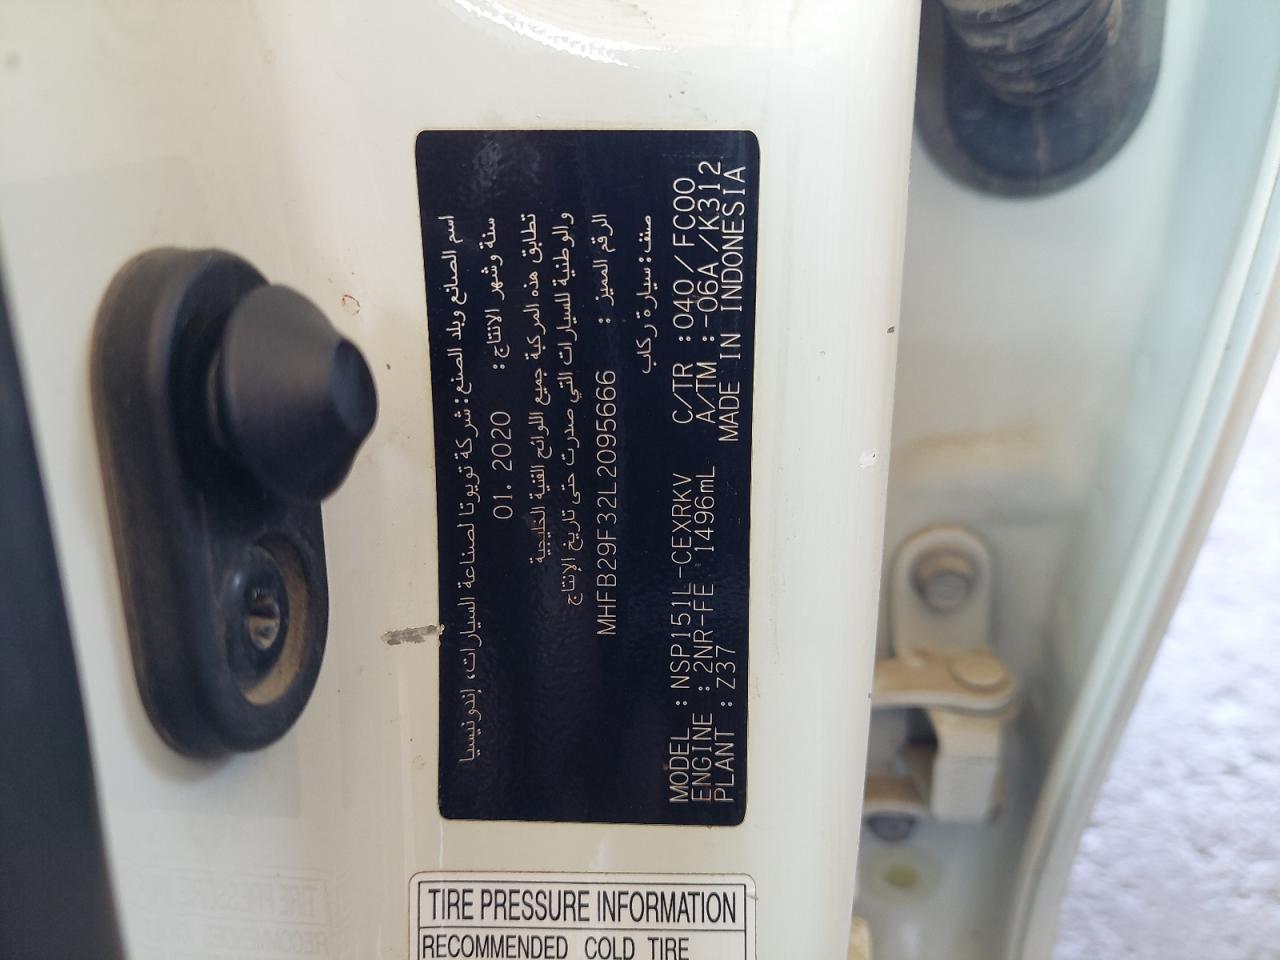 اسم الصانع وبلد الصنع: شركة تويوتا لصناعة السيارات، إندونيسيا
سنة وشهر الانتاج: 01.2020
تطابق هذه المركبة جميع اللوائح الفنية الخليجية
والوطنية للسيارات التي صدرت حتى تاريخ الإنتاج
الرقم المميز: MHFB29F32L2095666
صنف: سيارة ركاب
MODEL : NSP151L-CEXRKV C/TR : 040/FC00
ENGINE : 2NR-FE 1496mL A/TM : -06A/K312
PLANT : Z37 MADE IN INDONESIA
TIRE PRESSURE INFORMATION
RECOMMENDED COLD TIRE